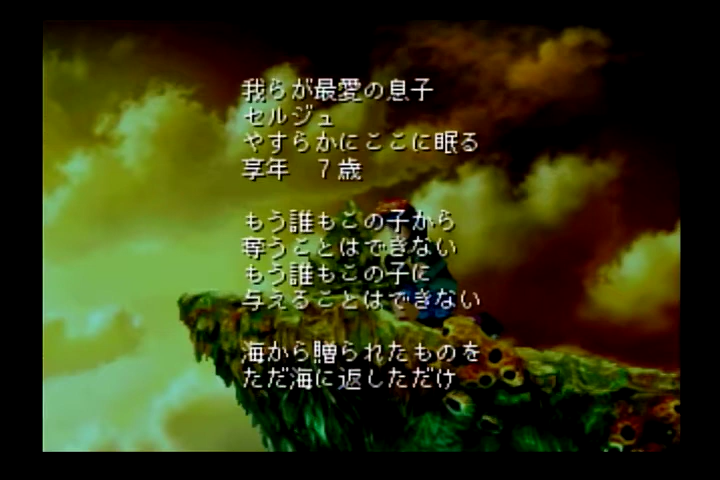 我らが最愛の息子
セルジュ
やすらかにここに眠る
享年　７歳
もう誰もこの子から
奪うことはできない
もう誰もこの子に
与えることはできない
海から贈られたものを
ただ海に返しただけ